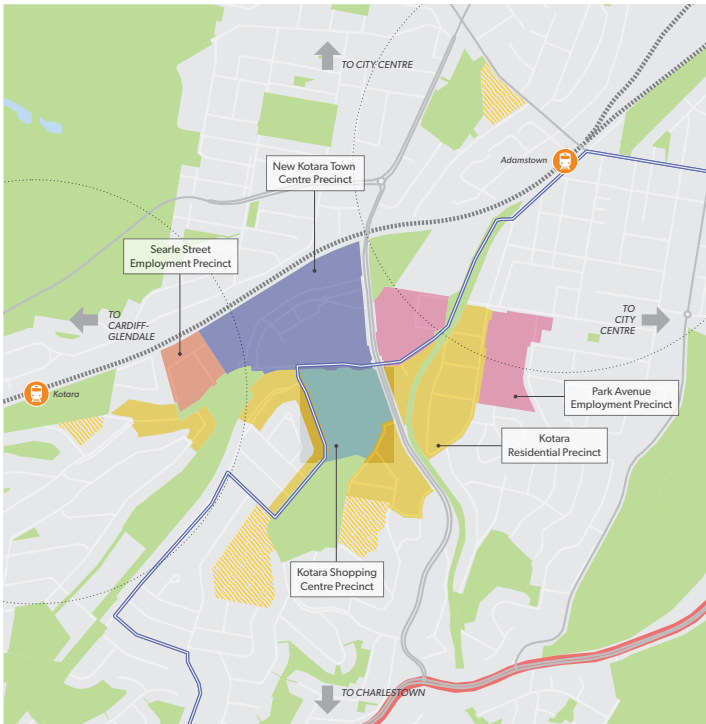 TO CITY CENTRE
Adamstown
New Kotara Town
Centre Precinct
Searle Street
Employment Precinct
TO
CARDIFF-
GLENDALE
TO
CITY
CENTRE
Kotara
Park Avenue
Employment Precinct
Kotara
Residential Precinct
Kotara Shopping
Centre Precinct
TO CHARLESTOWN